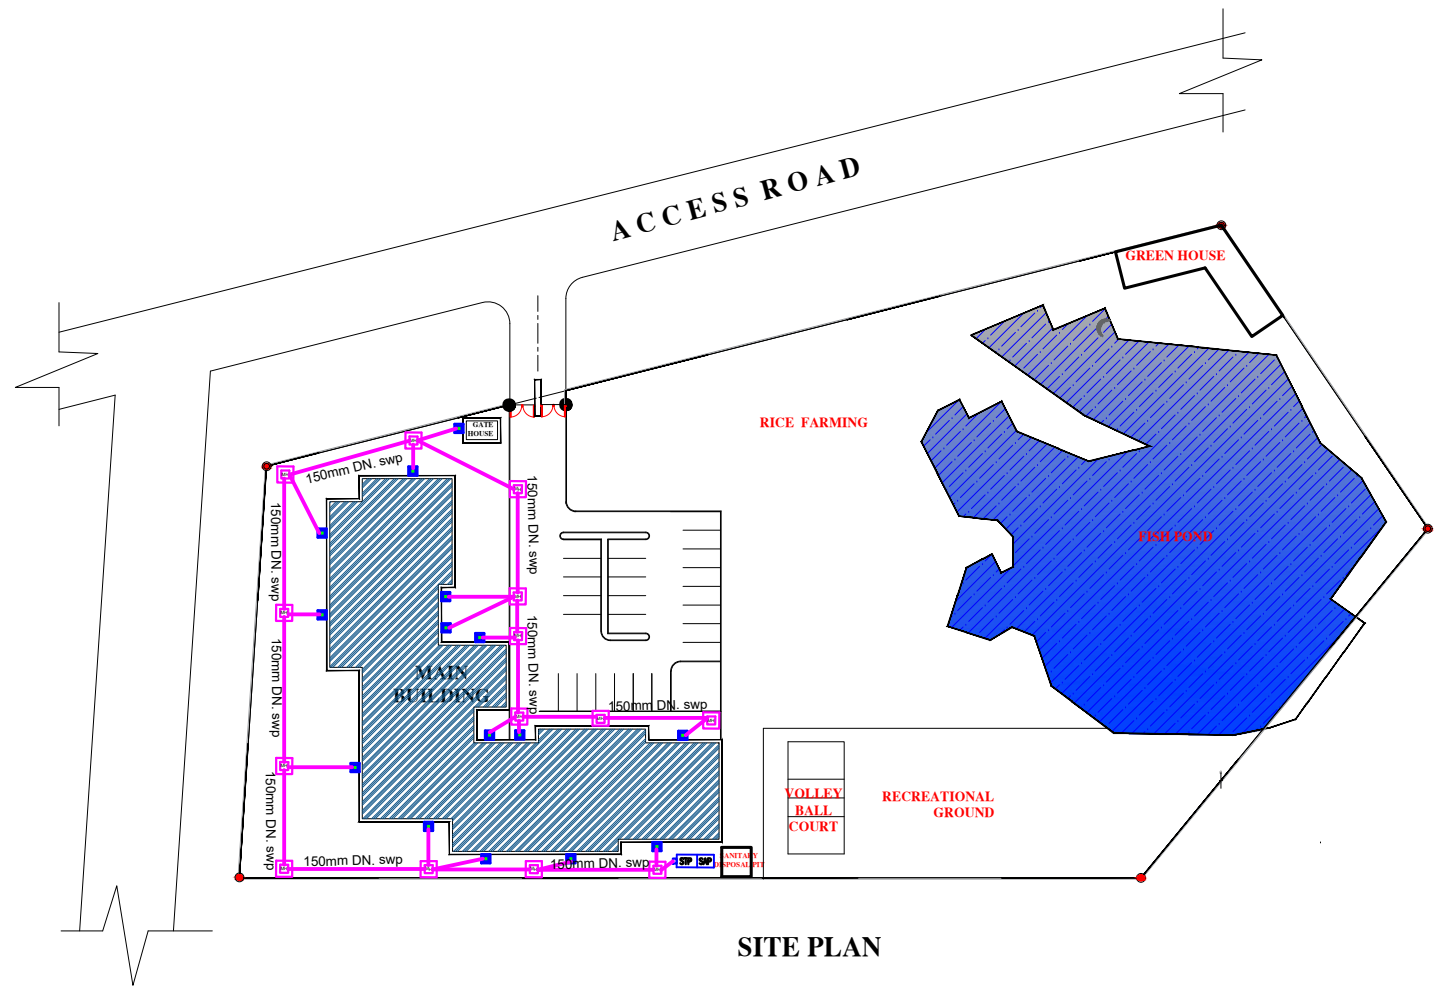 ACCESS ROAD
GREEN HOUSE
RICE FARMING
GATE
HOUSE
150mm DN. swp
150mm DN. swp
150mm DN. swp
FISH POND
150mm DN. swp
150mm DN. swp
MAIN
BUILDING
150mm DN. swp
150mm DN. swp
VOLLEY
BALL
COURT
RECREATIONAL
GROUND
150mm DN. swp
150mm DN. swp
STP SAP
SITE PLAN